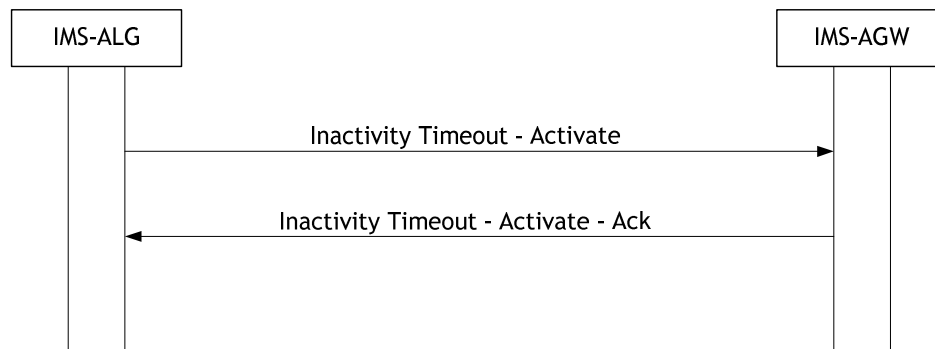 IMS-ALG
IMS-AGW
Inactivity Timeout - Activate
Inactivity Timeout - Activate - Ack